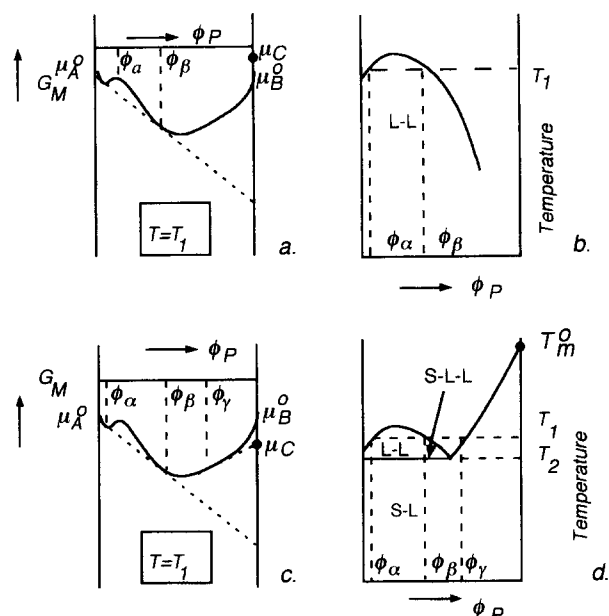 ϕP
μA° ϕα ϕβ μC
GM μB°
T=T1
a.
T1
L-L
ϕα ϕβ
Temperature
b.
ϕP
ϕP
GM
μA° ϕα ϕβ ϕγ μB°
μC
T=T1
c.
Tm°
S-L-L
T1
L-L
T2
S-L
ϕα ϕβ ϕγ
Temperature
d.
ϕP